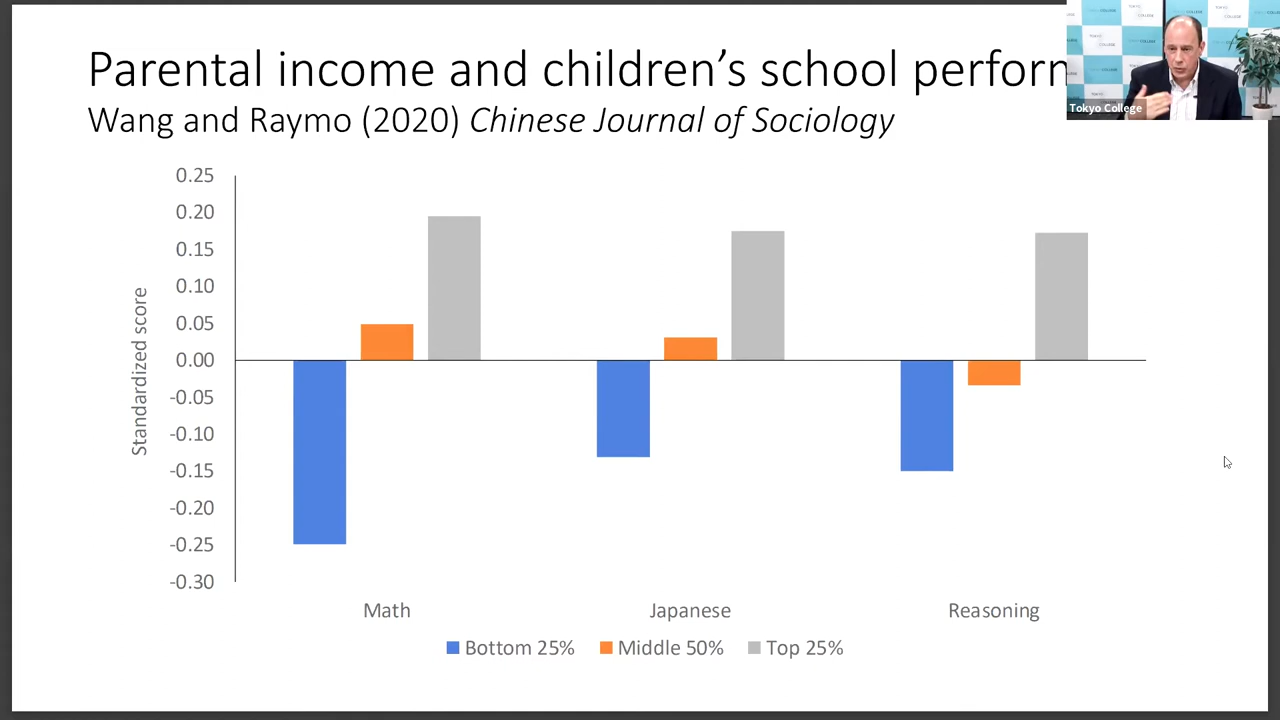 Parental income and children's school perform
Wang and Raymo (2020) Chinese Journal of Sociology
TOKYO COLLEGE
Tokyo College
0.25
0.20
0.15
0.10
0.05
0.00
-0.05
-0.10
-0.15
-0.20
-0.25
-0.30
Standardized score
Math Japanese Reasoning
Bottom 25% Middle 50% Top 25%